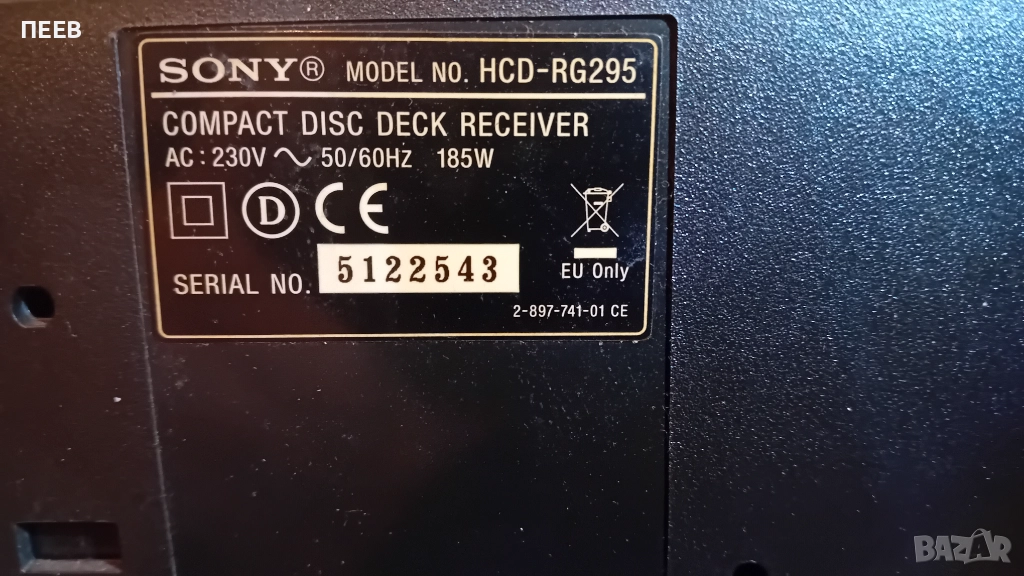 ПЕЕВ
SONY® MODEL NO. HCD-RG295
COMPACT DISC DECK RECEIVER
AC: 230V ~ 50/60HZ 185W
D CE
SERIAL NO. 5122543
EU Only
2-897-741-01 CE
BAZAR